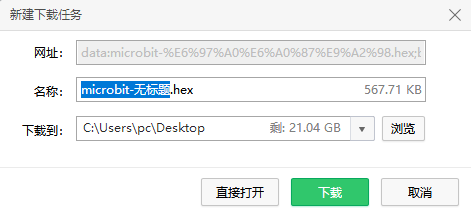 新建下载任务
网址： data:microbit-%E6%97%A0%E6%A0%87%E9%A2%98.hex;l
名称： microbit-无标题.hex 567.71 KB
下载到： C:\Users\pc\Desktop 剩: 21.04 GB 浏览
直接打开 下载 取消